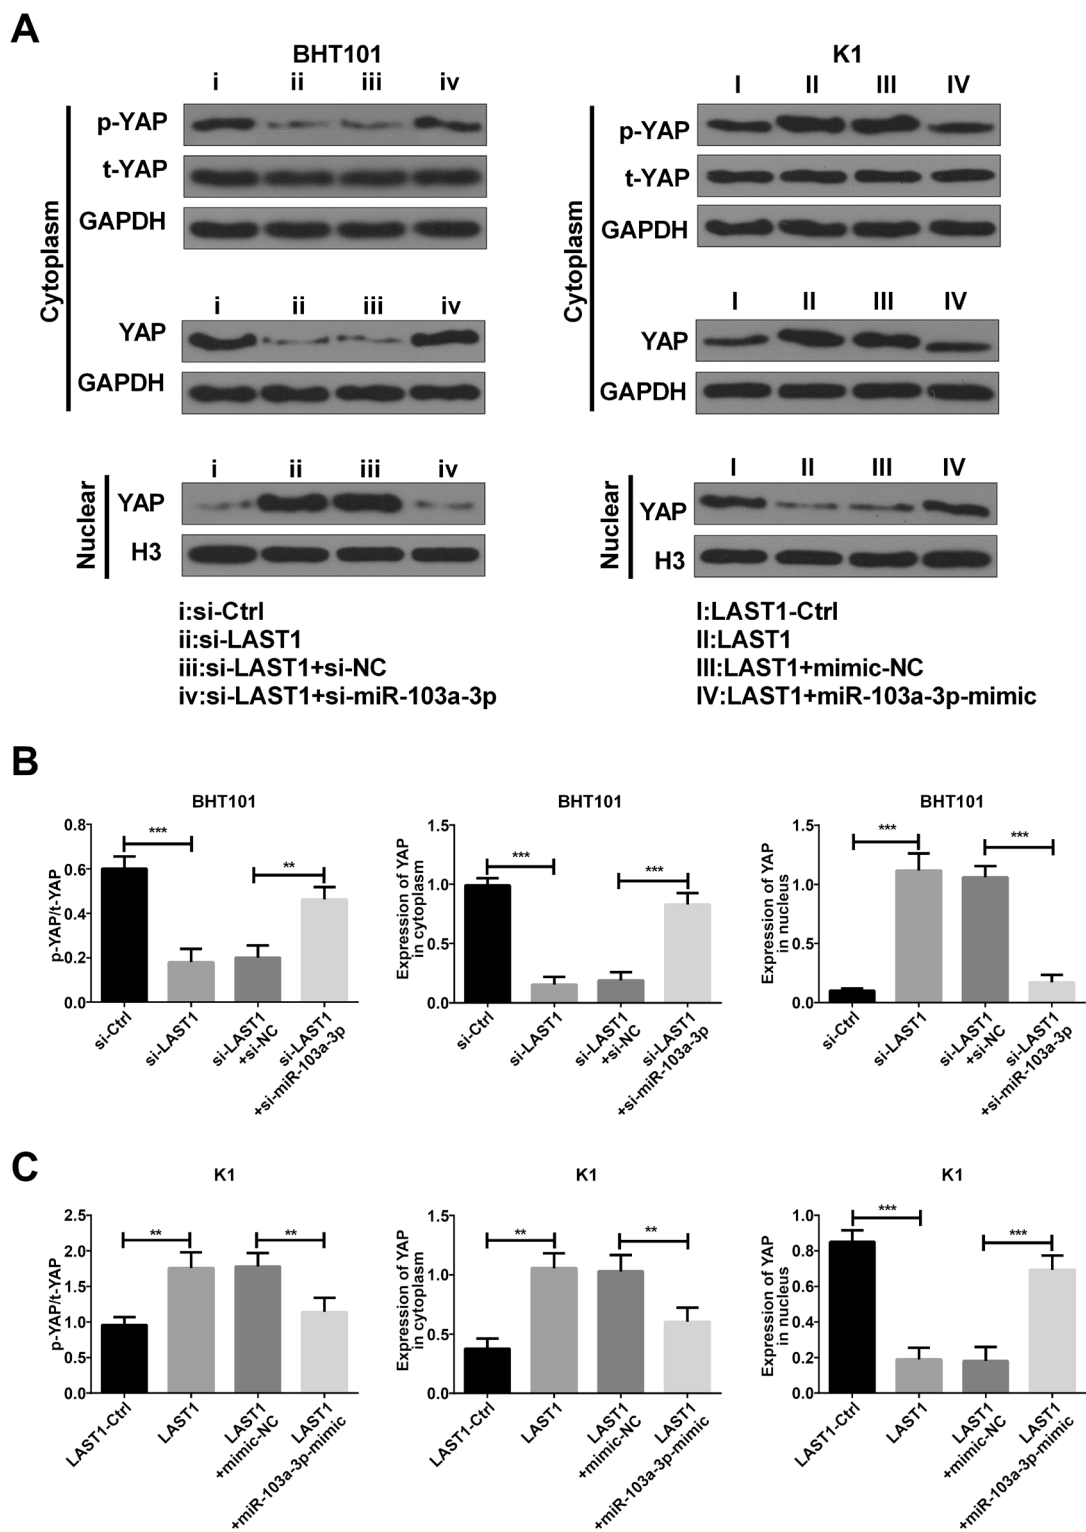 A
BHT101
i ii iii iv
Cytoplasm
p-YAP
t-YAP
GAPDH
i ii iii iv
YAP
GAPDH
Nuclear
i ii iii iv
YAP
H3
i:si-Ctrl
ii:si-LAST1
iii:si-LAST1+si-NC
iv:si-LAST1+si-miR-103a-3p
K1
I II III IV
Cytoplasm
p-YAP
t-YAP
GAPDH
I II III IV
YAP
GAPDH
Nuclear
I II III IV
YAP
H3
I:LAST1-Ctrl
II:LAST1
III:LAST1+mimic-NC
IV:LAST1+miR-103a-3p-mimic
B
BHT101
p-YAP/t-YAP
0.8
0.6
0.4
0.2
0.0
***
**
si-Ctrl
si-LAST1
si-LAST1
+si-NC
si-LAST1
+si-miR-103a-3p
BHT101
Expression of YAP
in cytoplasm
1.5
1.0
0.5
0.0
***
***
si-Ctrl
si-LAST1
si-LAST1
+si-NC
si-LAST1
+si-miR-103a-3p
BHT101
Expression of YAP
in nucleus
1.5
1.0
0.5
0.0
***
***
si-Ctrl
si-LAST1
si-LAST1
+si-NC
si-LAST1
+si-miR-103a-3p
C
K1
p-YAP/t-YAP
2.5
2.0
1.5
1.0
0.5
0.0
**
**
LAST1-Ctrl
LAST1
LAST1
+mimic-NC
LAST1
+miR-103a-3p-mimic
K1
Expression of YAP
in cytoplasm
1.5
1.0
0.5
0.0
**
**
LAST1-Ctrl
LAST1
LAST1
+mimic-NC
LAST1
+miR-103a-3p-mimic
K1
Expression of YAP
in nucleus
1.0
0.8
0.6
0.4
0.2
0.0
***
***
LAST1-Ctrl
LAST1
LAST1
+mimic-NC
LAST1
+miR-103a-3p-mimic